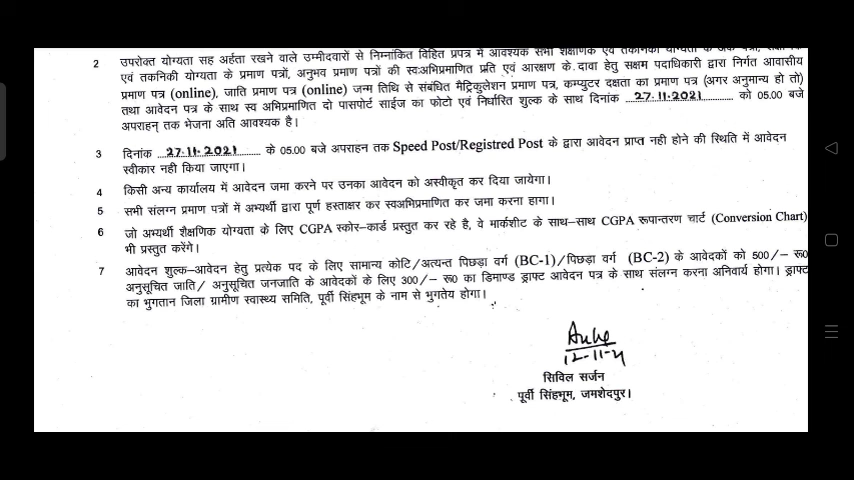 2 उपरोक्त योग्यता सह अर्हता रखने वाले उम्मीदवारों से निम्नांकित विहित प्रपत्र में आवश्यक सभी शैक्षणिक एवं तकनिकी योग्यता के अंक पत्रों,
एवं तकनिकी योग्यता के प्रमाण पत्रों, अनुभव प्रमाण पत्रों की स्वःअभिप्रमाणित प्रति एवं आरक्षण के दावा हेतु सक्षम पदाधिकारी द्वारा निर्गत आवासीय
प्रमाण पत्र (online), जाति प्रमाण पत्र (online) जन्म तिथि से संबंधित मैट्रिकुलेशन प्रमाण पत्र, कम्प्युटर दक्षता का प्रमाण पत्र (अगर अनुमान्य हो तो)
तथा आवेदन पत्र के साथ स्व अभिप्रमाणित दो पासपोर्ट साईज का फोटो एवं निर्धारित शुल्क के साथ दिनांक 27.11.2021 को 05.00 बजे
अपराहन् तक भेजना अति आवश्यक है।
3 दिनांक 27.11.2021 के 05.00 बजे अपराहन तक Speed Post/Registred Post के द्वारा आवेदन प्राप्त नही होने की स्थिति में आवेदन
स्वीकार नही किया जाएगा।
4 किसी अन्य कार्यालय में आवेदन जमा करने पर उनका आवेदन को अस्वीकृत कर दिया जायेगा।
5 सभी संलग्न प्रमाण पत्रों में अभ्यर्थी द्वारा पूर्ण हस्ताक्षर कर स्वअभिप्रमाणित कर जमा करना हागा।
6 जो अभ्यर्थी शैक्षणिक योग्यता के लिए CGPA स्कोर-कार्ड प्रस्तुत कर रहे है, वे मार्कशीट के साथ-साथ CGPA रूपान्तरण चार्ट (Conversion Chart)
भी प्रस्तुत करेंगे।
7 आवेदन शुल्क-आवेदन हेतु प्रत्येक पद के लिए सामान्य कोटि/अत्यन्त पिछड़ा वर्ग (BC-1)/पिछड़ा वर्ग (BC-2) के आवेदकों को 500/- रू0
अनुसूचित जाति/ अनुसूचित जनजाति के आवेदकों के लिए 300/- रू0 का डिमाण्ड ड्राफ्ट आवेदन पत्र के साथ संलग्न करना अनिवार्य होगा। ड्राफ्ट
का भुगतान जिला ग्रामीण स्वास्थ्य समिति, पूर्वी सिंहभूम के नाम से भुगतेय होगा।
12-11-21
सिविल सर्जन
पूर्वी सिंहभूम, जमशेदपुर।